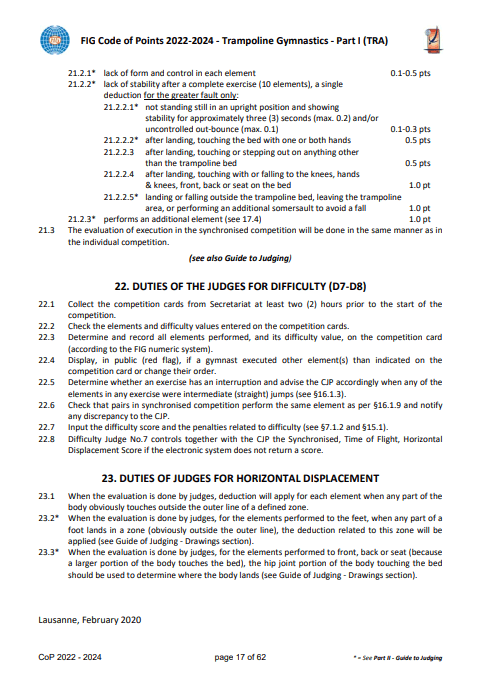 FIG Code of Points 2022-2024 - Trampoline Gymnastics - Part I (TRA)
21.2.1* lack of form and control in each element 0.1-0.5 pts
21.2.2* lack of stability after a complete exercise (10 elements), a single
deduction for the greater fault only:
21.2.2.1* not standing still in an upright position and showing
stability for approximately three (3) seconds (max. 0.2) and/or
uncontrolled out-bounce (max. 0.1) 0.1-0.3 pts
21.2.2.2* after landing, touching the bed with one or both hands 0.5 pts
21.2.2.3 after landing, touching or stepping out on anything other
than the trampoline bed 0.5 pts
21.2.2.4 after landing, touching with or falling to the knees, hands
& knees, front, back or seat on the bed 1.0 pt
21.2.2.5* landing or falling outside the trampoline bed, leaving the trampoline
area, or performing an additional somersault to avoid a fall 1.0 pt
21.2.3* performs an additional element (see 17.4) 1.0 pt
21.3 The evaluation of execution in the synchronised competition will be done in the same manner as in
the individual competition.
(see also Guide to Judging)
22. DUTIES OF THE JUDGES FOR DIFFICULTY (D7-D8)
22.1 Collect the competition cards from Secretariat at least two (2) hours prior to the start of the
competition.
22.2 Check the elements and difficulty values entered on the competition cards.
22.3 Determine and record all elements performed, and its difficulty value, on the competition card
(according to the FIG numeric system).
22.4 Display, in public (red flag), if a gymnast executed other element(s) than indicated on the
competition card or change their order.
22.5 Determine whether an exercise has an interruption and advise the CJP accordingly when any of the
elements in any exercise were intermediate (straight) jumps (see §16.1.3).
22.6 Check that pairs in synchronised competition perform the same element as per §16.1.9 and notify
any discrepancy to the CJP.
22.7 Input the difficulty score and the penalties related to difficulty (see §7.1.2 and §15.1).
22.8 Difficulty Judge No.7 controls together with the CJP the Synchronised, Time of Flight, Horizontal
Displacement Score if the electronic system does not return a score.
23. DUTIES OF JUDGES FOR HORIZONTAL DISPLACEMENT
23.1 When the evaluation is done by judges, deduction will apply for each element when any part of the
body obviously touches outside the outer line of a defined zone.
23.2* When the evaluation is done by judges, for the elements performed to the feet, when any part of a
foot lands in a zone (obviously outside the outer line), the deduction related to this zone will be
applied (see Guide of Judging - Drawings section).
23.3* When the evaluation is done by judges, for the elements performed to front, back or seat (because
a larger portion of the body touches the bed), the hip joint portion of the body touching the bed
should be used to determine where the body lands (see Guide of Judging - Drawings section).
Lausanne, February 2020
CoP 2022 - 2024 page 17 of 62 * = See Part II - Guide to Judging